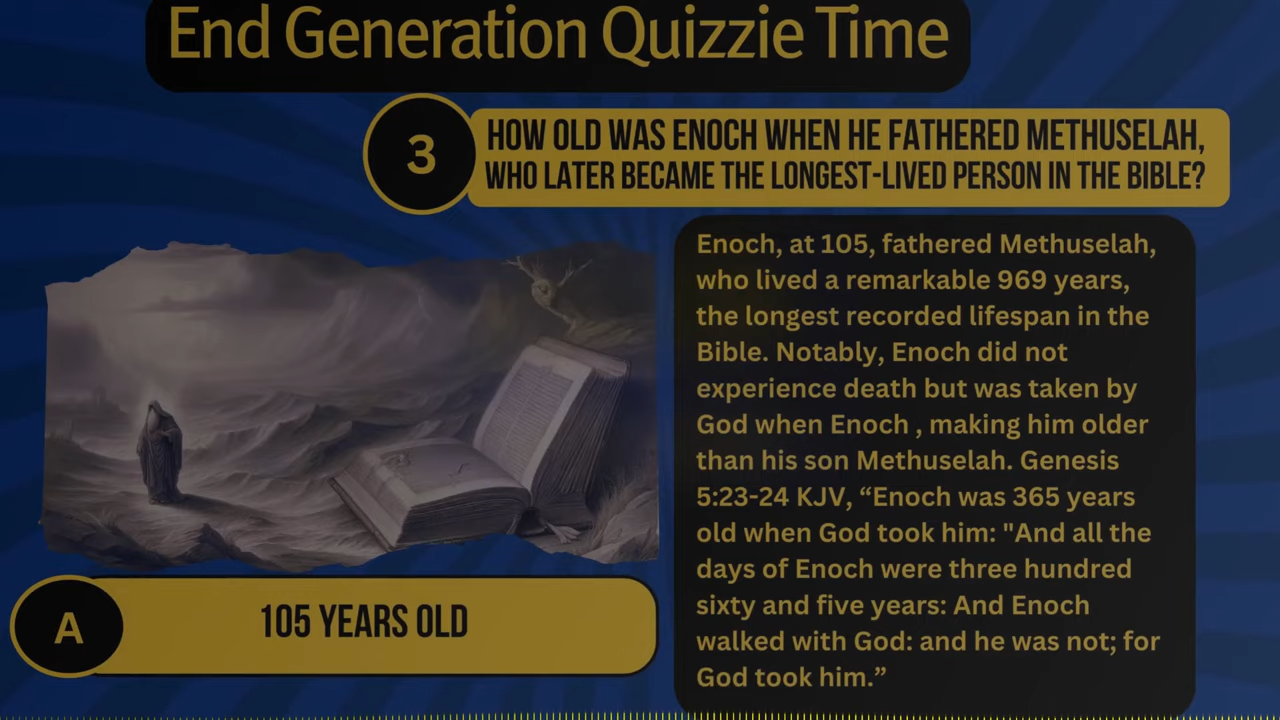 End Generation Quizzie Time
3
HOW OLD WAS ENOCH WHEN HE FATHERED METHUSELAH,
WHO LATER BECAME THE LONGEST-LIVED PERSON IN THE BIBLE?
Enoch, at 105, fathered Methuselah,
who lived a remarkable 969 years,
the longest recorded lifespan in the
Bible. Notably, Enoch did not
experience death but was taken by
God when Enoch , making him older
than his son Methuselah. Genesis
5:23-24 KJV, “Enoch was 365 years
old when God took him: "And all the
days of Enoch were three hundred
sixty and five years: And Enoch
walked with God: and he was not; for
God took him.”
A
105 YEARS OLD